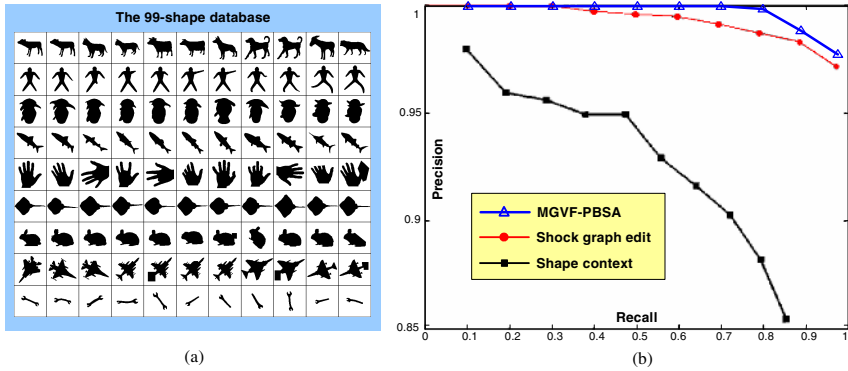 The 99-shape database
(a)
1
0.95
0.9
0.85
Precision
MGVF-PBSA
Shock graph edit
Shape context
Recall
0 0.1 0.2 0.3 0.4 0.5 0.6 0.7 0.8 0.9 1
(b)